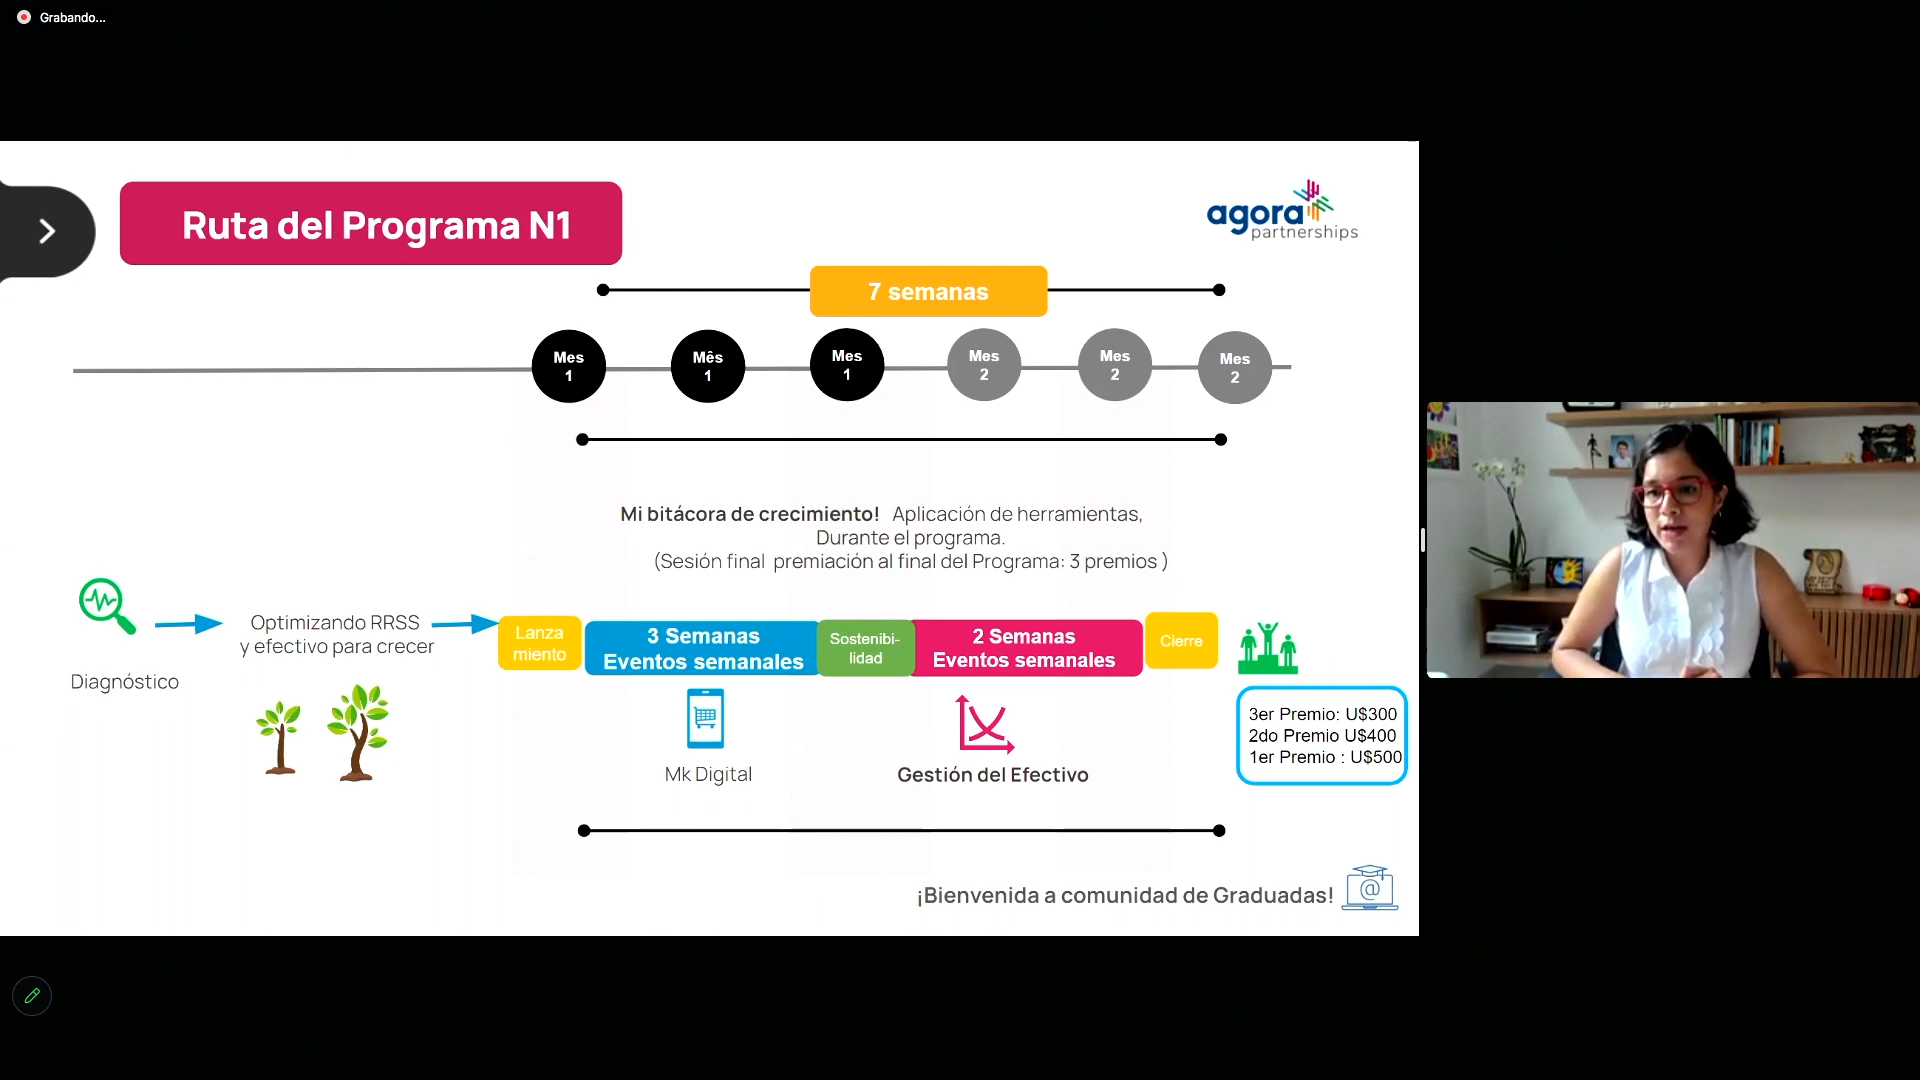 Grabando...
Ruta del Programa N1
agora
partnerships
7 semanas
Mes
1
Mês
1
Mes
1
Mes
2
Mes
2
Mes
2
Mi bitácora de crecimiento! Aplicación de herramientas,
Durante el programa.
(Sesión final premiación al final del Programa: 3 premios )
Diagnóstico
Optimizando RRSS
y efectivo para crecer
Lanza
miento
3 Semanas
Eventos semanales
Sostenibi-
lidad
2 Semanas
Eventos semanales
Cierre
Mk Digital
Gestión del Efectivo
3er Premio: U$300
2do Premio U$400
1er Premio : U$500
¡Bienvenida a comunidad de Graduadas!
@